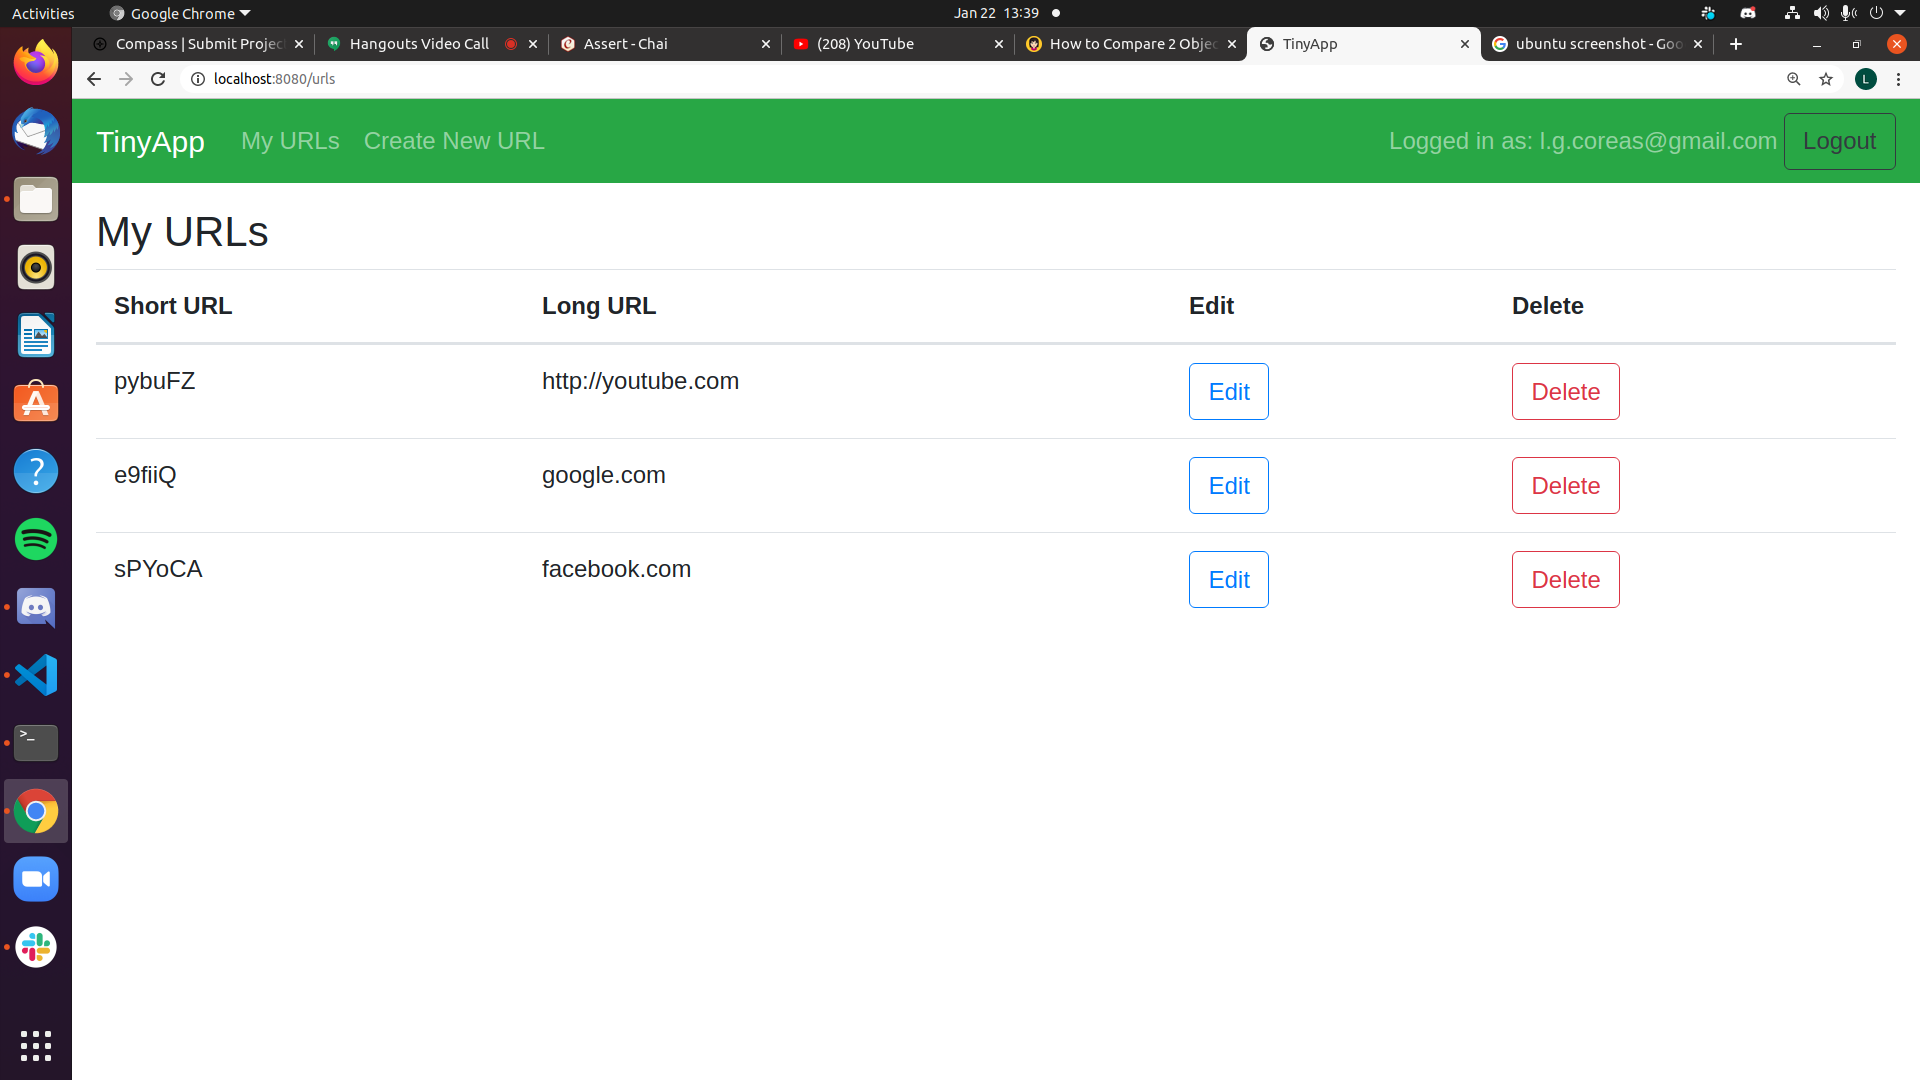 Activities Google Chrome Jan 22 13:39
Compass | Submit Projec Hangouts Video Call Assert - Chai (208) YouTube How to Compare 2 Objec TinyApp ubuntu screenshot - Goo
localhost:8080/urls L
TinyApp My URLs Create New URL Logged in as: l.g.coreas@gmail.com Logout
My URLs
Short URL Long URL Edit Delete
pybuFZ http://youtube.com Edit Delete
e9fiiQ google.com Edit Delete
sPYoCA facebook.com Edit Delete